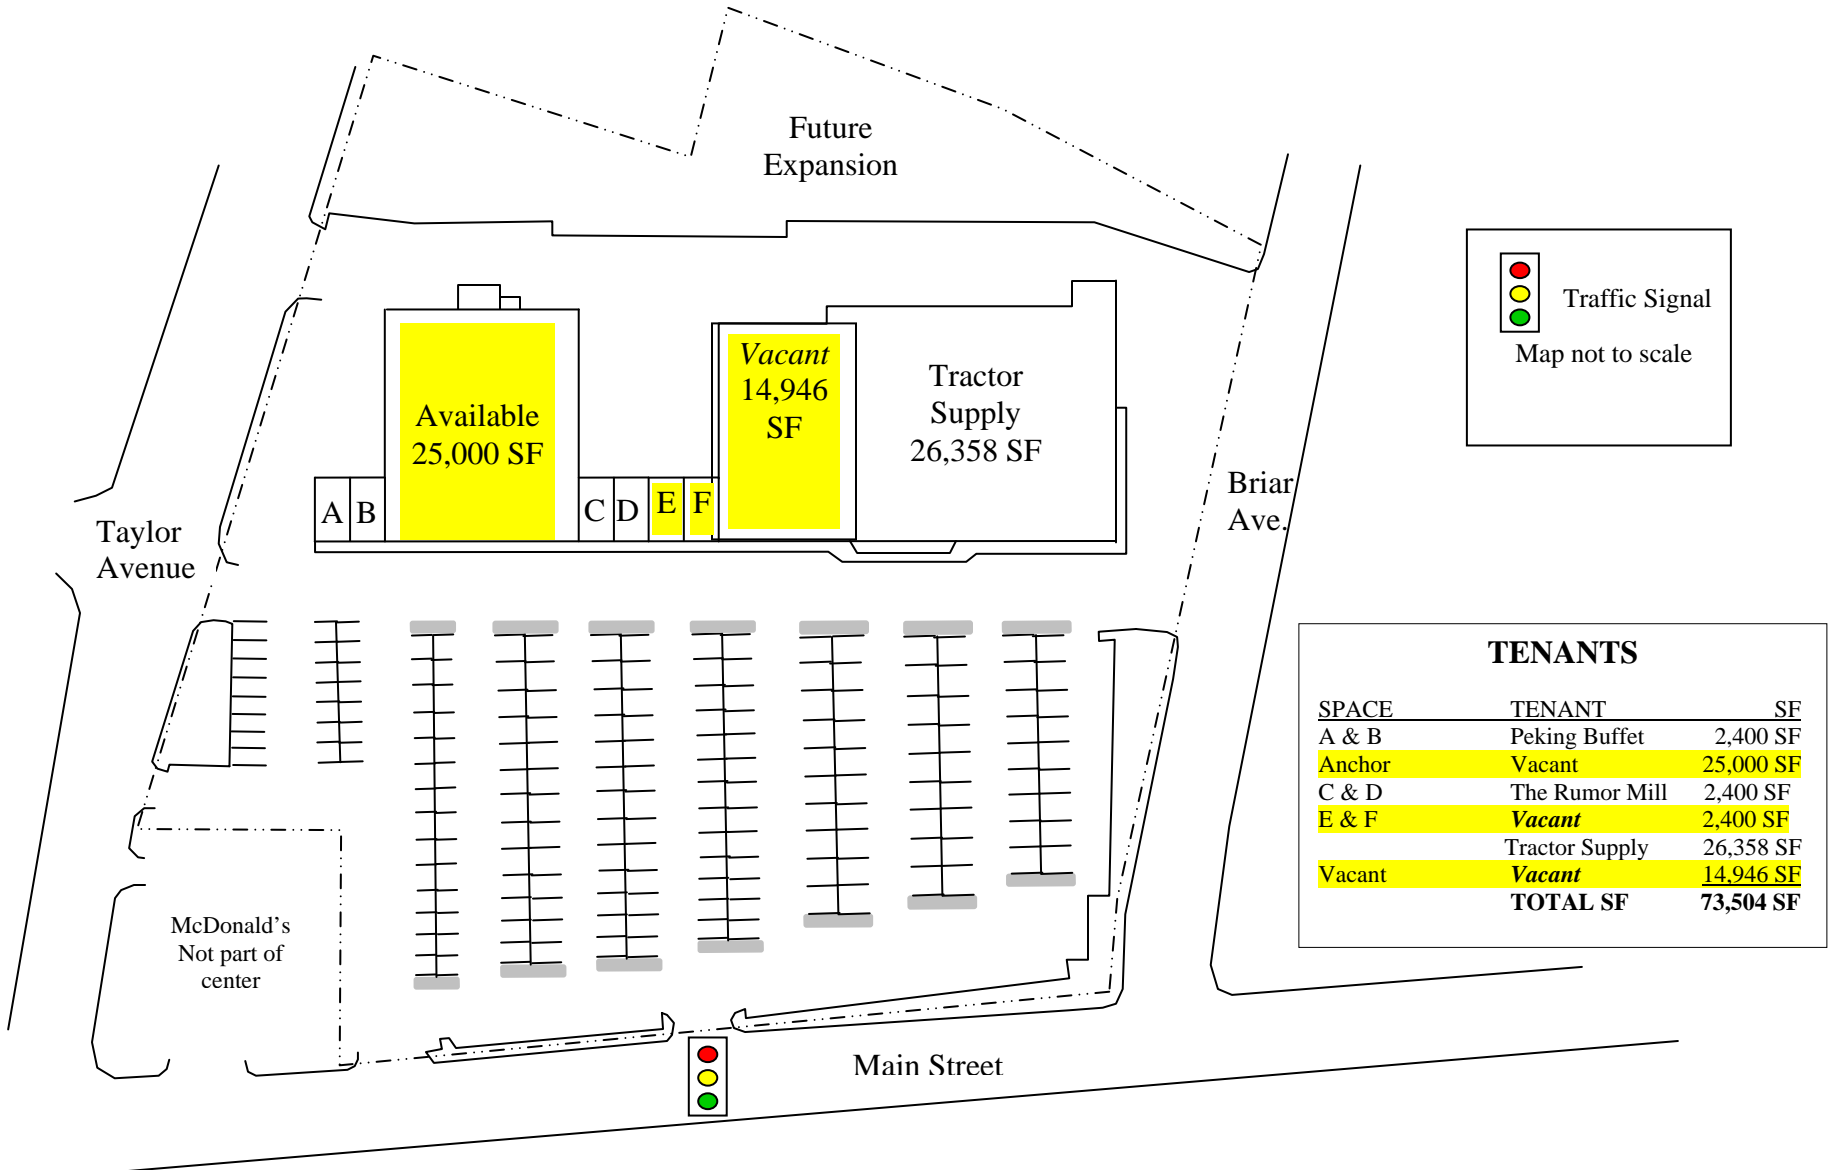 Future
Expansion
Traffic Signal
Map not to scale
Vacant
14,946
SF
Tractor
Supply
26,358 SF
Available
25,000 SF
A B C D E F
Briar
Ave.
Taylor
Avenue
TENANTS
SPACE TENANT SF
A & B Peking Buffet 2,400 SF
Anchor Vacant 25,000 SF
C & D The Rumor Mill 2,400 SF
E & F Vacant 2,400 SF
Tractor Supply 26,358 SF
Vacant Vacant 14,946 SF
TOTAL SF 73,504 SF
McDonald’s
Not part of
center
Main Street